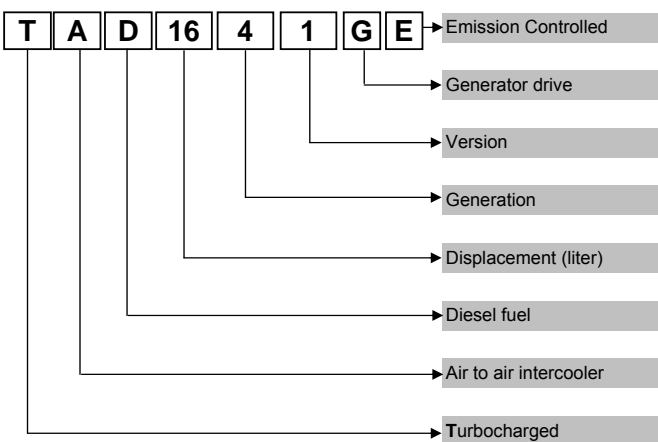 T A D 16 4 1 G E
Emission Controlled
Generator drive
Version
Generation
Displacement (liter)
Diesel fuel
Air to air intercooler
Turbocharged